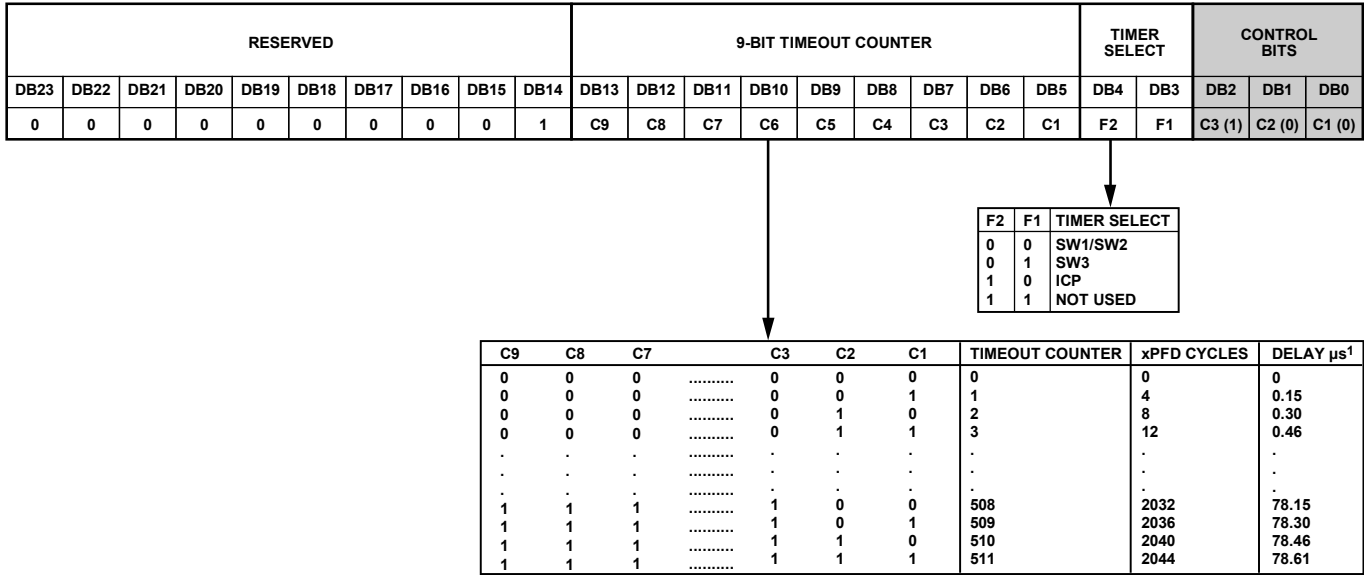 RESERVED 9-BIT TIMEOUT COUNTER TIMER SELECT CONTROL BITS
DB23 DB22 DB21 DB20 DB19 DB18 DB17 DB16 DB15 DB14 DB13 DB12 DB11 DB10 DB9 DB8 DB7 DB6 DB5 DB4 DB3 DB2 DB1 DB0
0 0 0 0 0 0 0 0 0 1 C9 C8 C7 C6 C5 C4 C3 C2 C1 F2 F1 C3 (1) C2 (0) C1 (0)
F2 F1 TIMER SELECT
0 0 SW1/SW2
0 1 SW3
1 0 ICP
1 1 NOT USED
C9 C8 C7 C3 C2 C1 TIMEOUT COUNTER xPFD CYCLES DELAY µs1
0 0 0 .......... 0 0 0 0 0 0
0 0 0 .......... 0 0 1 1 4 0.15
0 0 0 .......... 0 1 0 2 8 0.30
0 0 0 .......... 0 1 1 3 12 0.46
. . . .......... . . . . . .
. . . .......... . . . . . .
. . . .......... . . . . . .
1 1 1 .......... 1 0 0 508 2032 78.15
1 1 1 .......... 1 0 1 509 2036 78.30
1 1 1 .......... 1 1 0 510 2040 78.46
1 1 1 .......... 1 1 1 511 2044 78.61